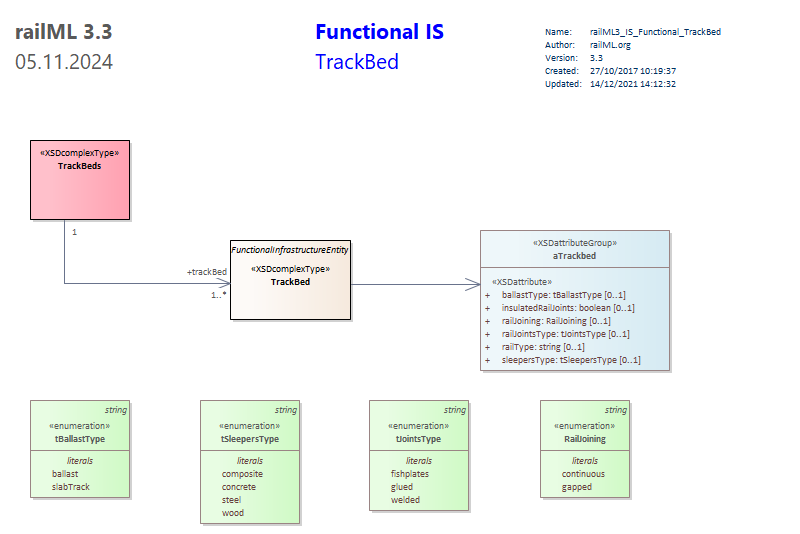 railML 3.3
05.11.2024
Functional IS
TrackBed
Name: railML3_IS_Functional_TrackBed
Author: railML.org
Version: 3.3
Created: 27/10/2017 10:19:37
Updated: 14/12/2021 14:12:32
«XSDcomplexType»
TrackBeds
1
+trackBed
1..*
FunctionalInfrastructureEntity
«XSDcomplexType»
TrackBed
«XSDattributeGroup»
aTrackbed
«XSDattribute»
+ ballastType: tBallastType [0..1]
+ insulatedRailJoints: boolean [0..1]
+ railJoining: RailJoining [0..1]
+ railJointsType: tJointsType [0..1]
+ railType: string [0..1]
+ sleepersType: tSleepersType [0..1]
string
«enumeration»
tBallastType
literals
ballast
slabTrack
string
«enumeration»
tSleepersType
literals
composite
concrete
steel
wood
string
«enumeration»
tJointsType
literals
fishplates
glued
welded
string
«enumeration»
RailJoining
literals
continuous
gapped